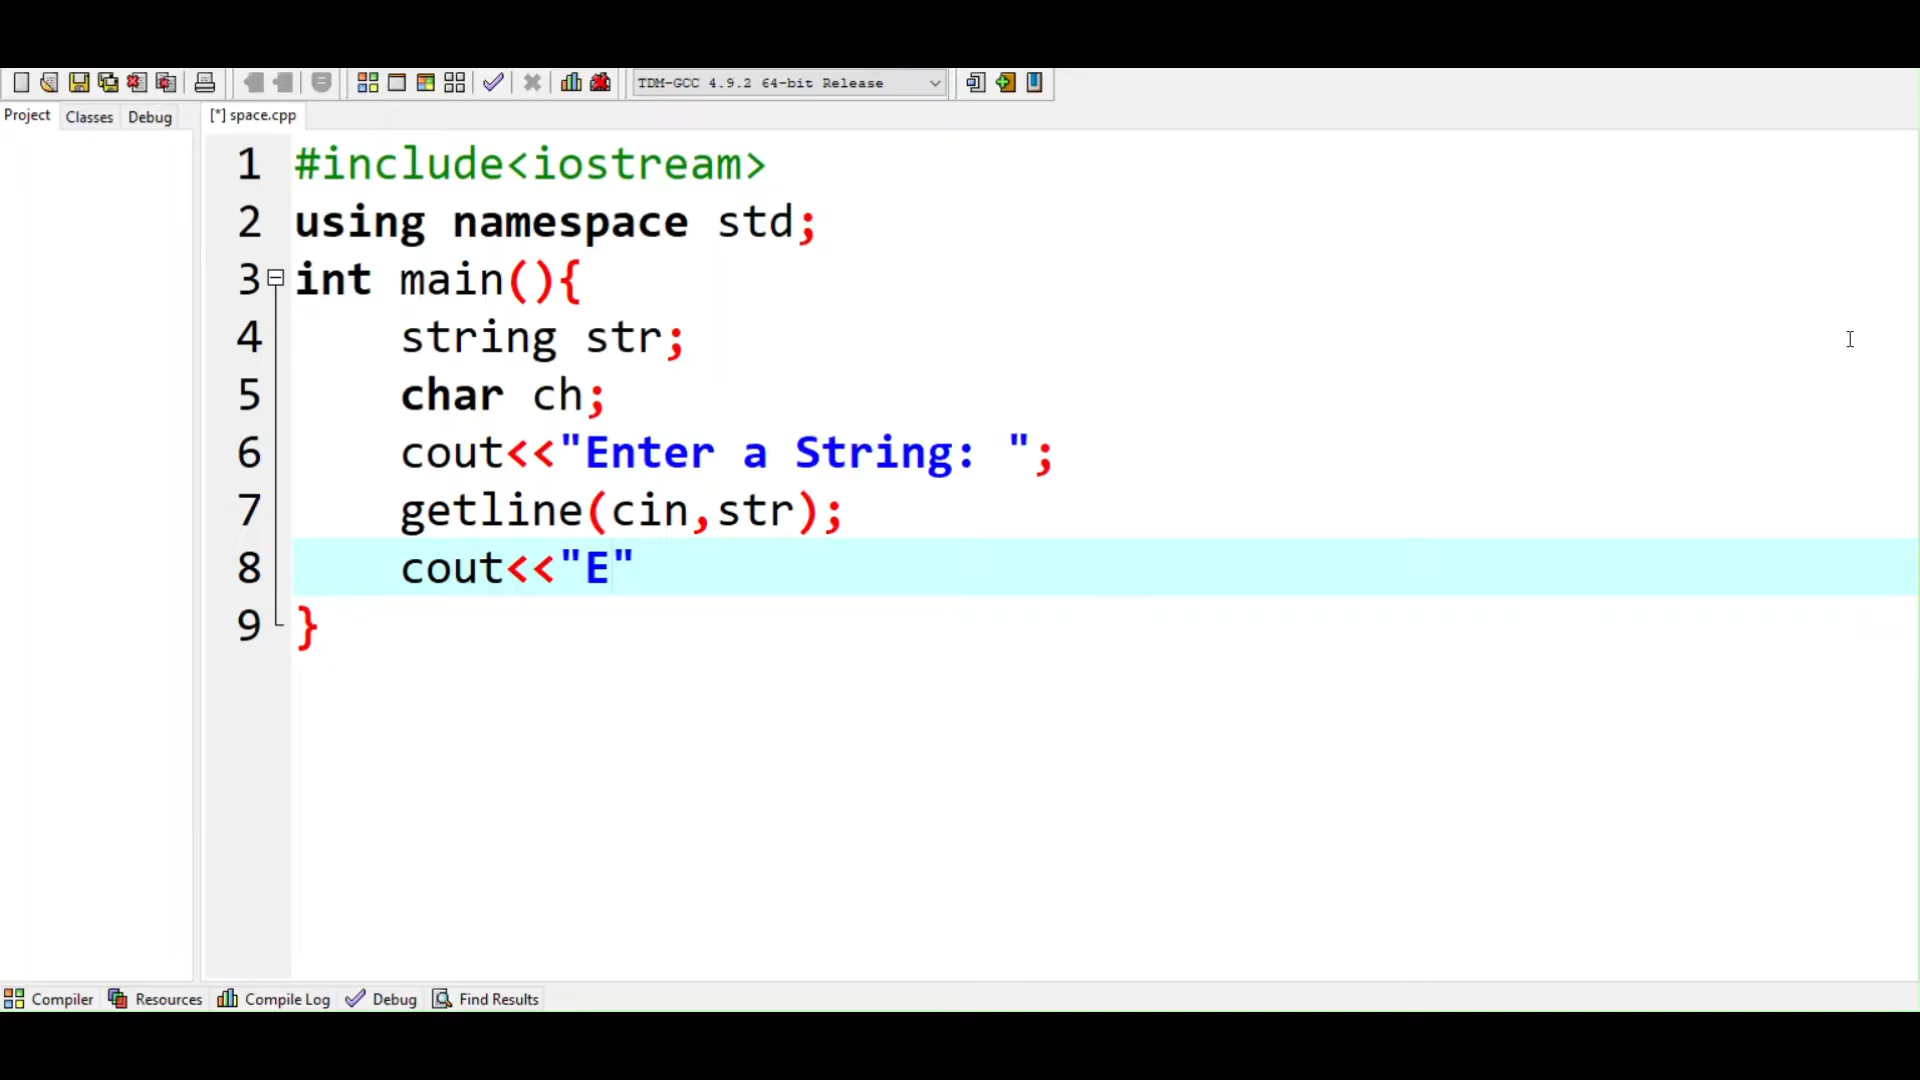 TDM-GCC 4.9.2 64-bit Release
Project Classes Debug [*] space.cpp
1 #include<iostream>
2 using namespace std;
3 int main(){
4 string str;
5 char ch;
6 cout<<"Enter a String: ";
7 getline(cin,str);
8 cout<<"E"
9 }
Compiler Resources Compile Log Debug Find Results